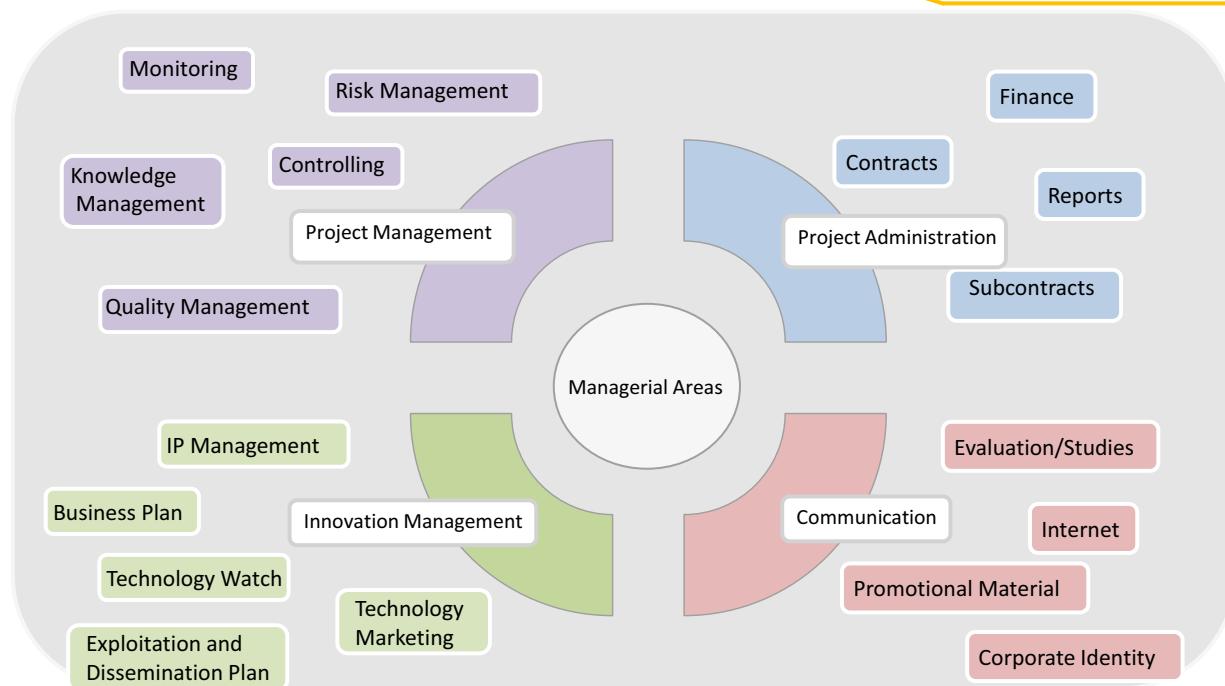 Monitoring
Risk Management
Controlling
Knowledge
Management
Project Management
Quality Management
Finance
Contracts
Reports
Project Administration
Subcontracts
Managerial Areas
IP Management
Business Plan
Innovation Management
Technology Watch
Technology
Marketing
Exploitation and
Dissemination Plan
Evaluation/Studies
Communication
Internet
Promotional Material
Corporate Identity